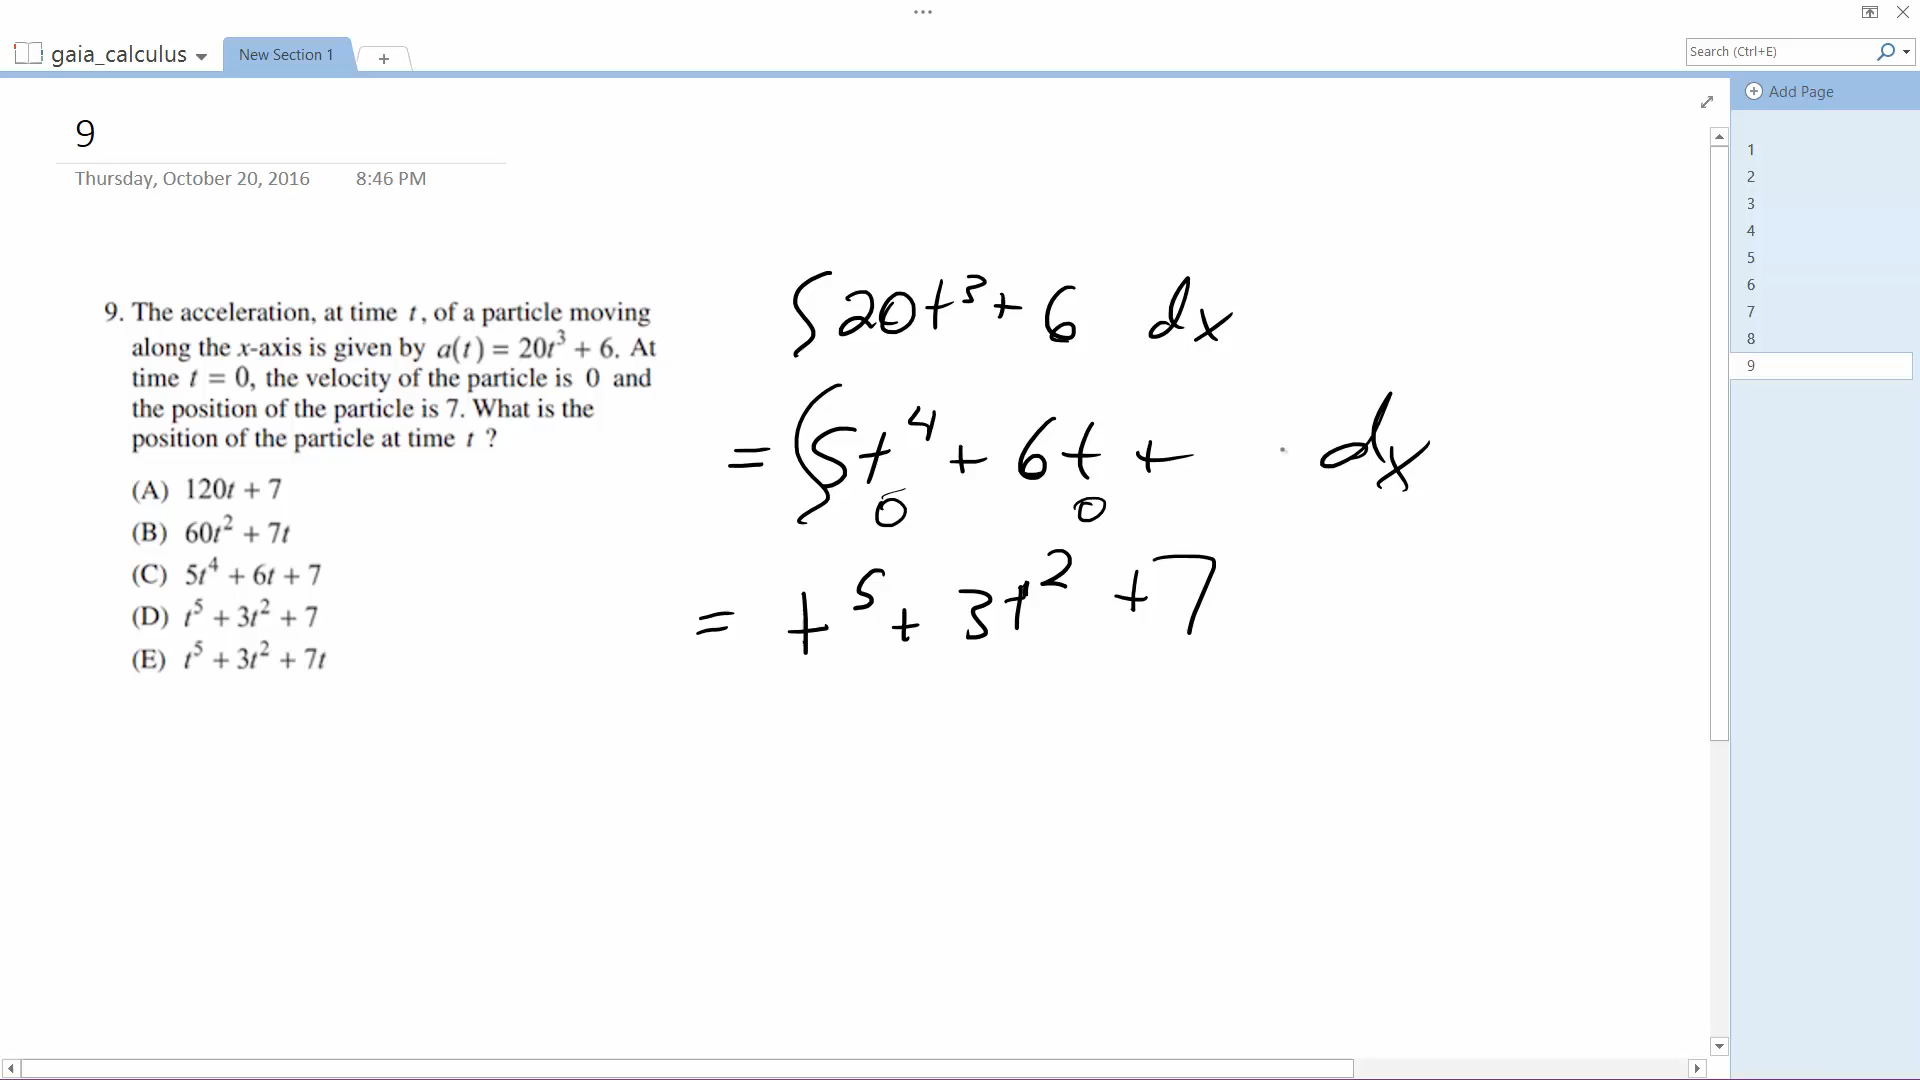 ...
gaia_calculus
New Section 1
+
Search (Ctrl+E)
Add Page
9
Thursday, October 20, 2016 8:46 PM
9. The acceleration, at time t, of a particle moving
along the x-axis is given by a(t) = 20t³ + 6. At
time t = 0, the velocity of the particle is 0 and
the position of the particle is 7. What is the
position of the particle at time t ?
(A) 120t + 7
(B) 60t² + 7t
(C) 5t⁴ + 6t + 7
(D) t⁵ + 3t² + 7
(E) t⁵ + 3t² + 7t
∫20t³ + 6 dx
= ∫5t⁴ + 6t + dx
0 0
= t⁵ + 3t² + 7
1
2
3
4
5
6
7
8
9